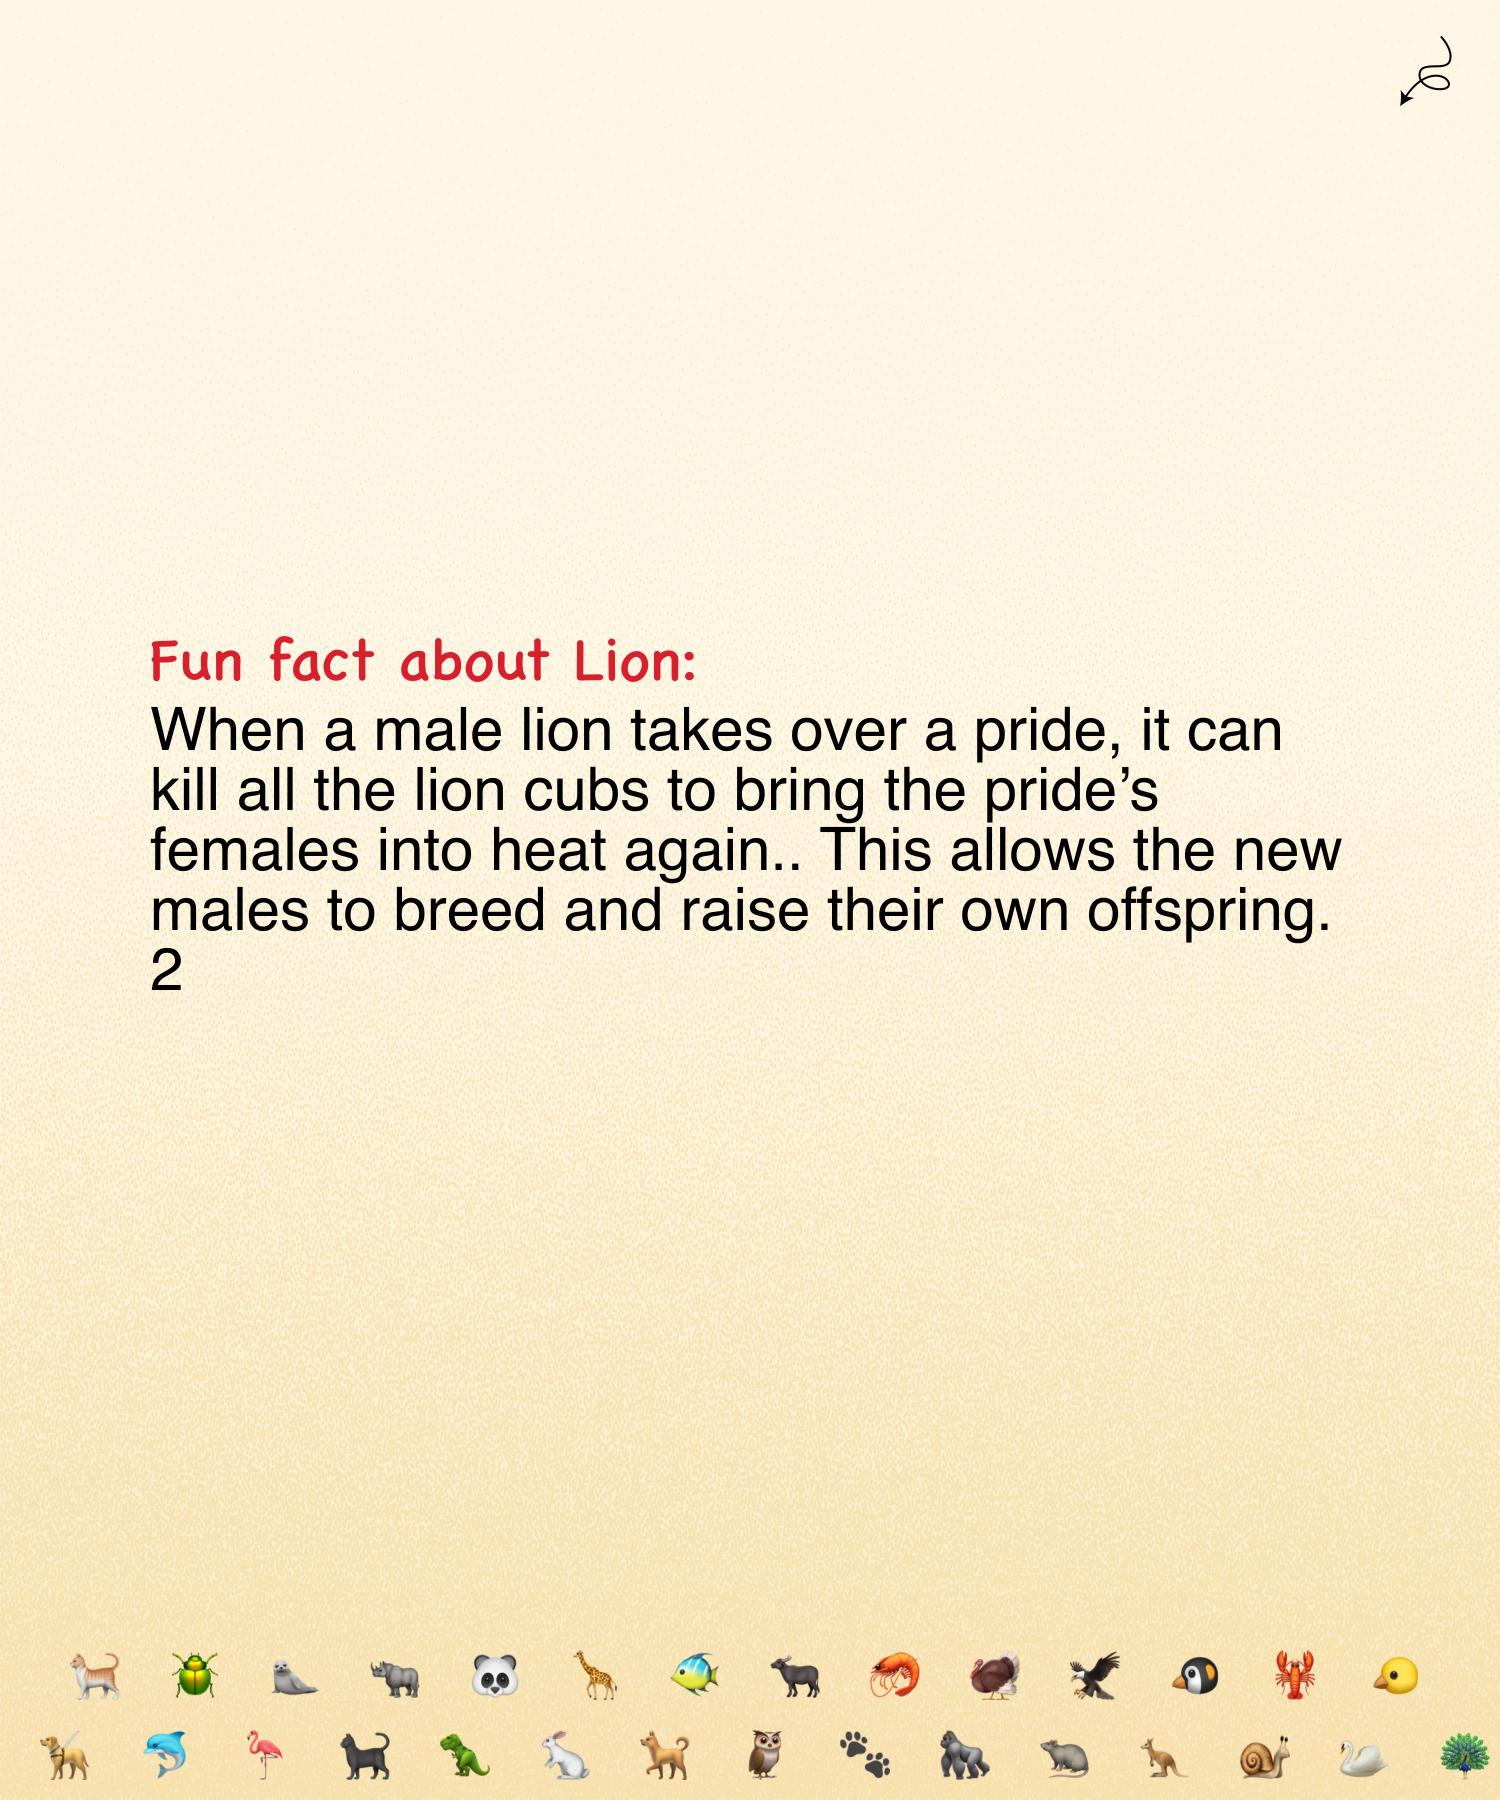 Fun fact about Lion:
When a male lion takes over a pride, it can
kill all the lion cubs to bring the pride’s
females into heat again.. This allows the new
males to breed and raise their own offspring.
2